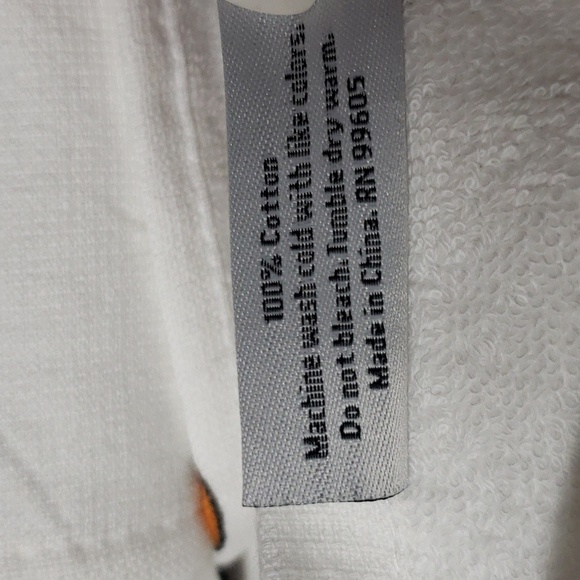 100% Cotton
Machine wash cold with like colors.
Do not bleach. Tumble dry warm.
Made in China. RN 99605